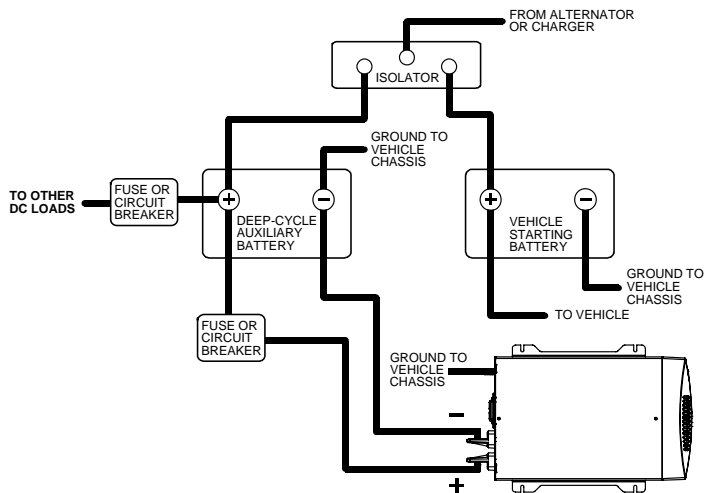 FROM ALTERNATOR
OR CHARGER
ISOLATOR
GROUND TO
VEHICLE
CHASSIS
TO OTHER
DC LOADS
FUSE OR
CIRCUIT
BREAKER
+
−
DEEP-CYCLE
AUXILIARY
BATTERY
+
−
VEHICLE
STARTING
BATTERY
GROUND TO
VEHICLE
CHASSIS
TO VEHICLE
FUSE OR
CIRCUIT
BREAKER
GROUND TO
VEHICLE
CHASSIS
−
+